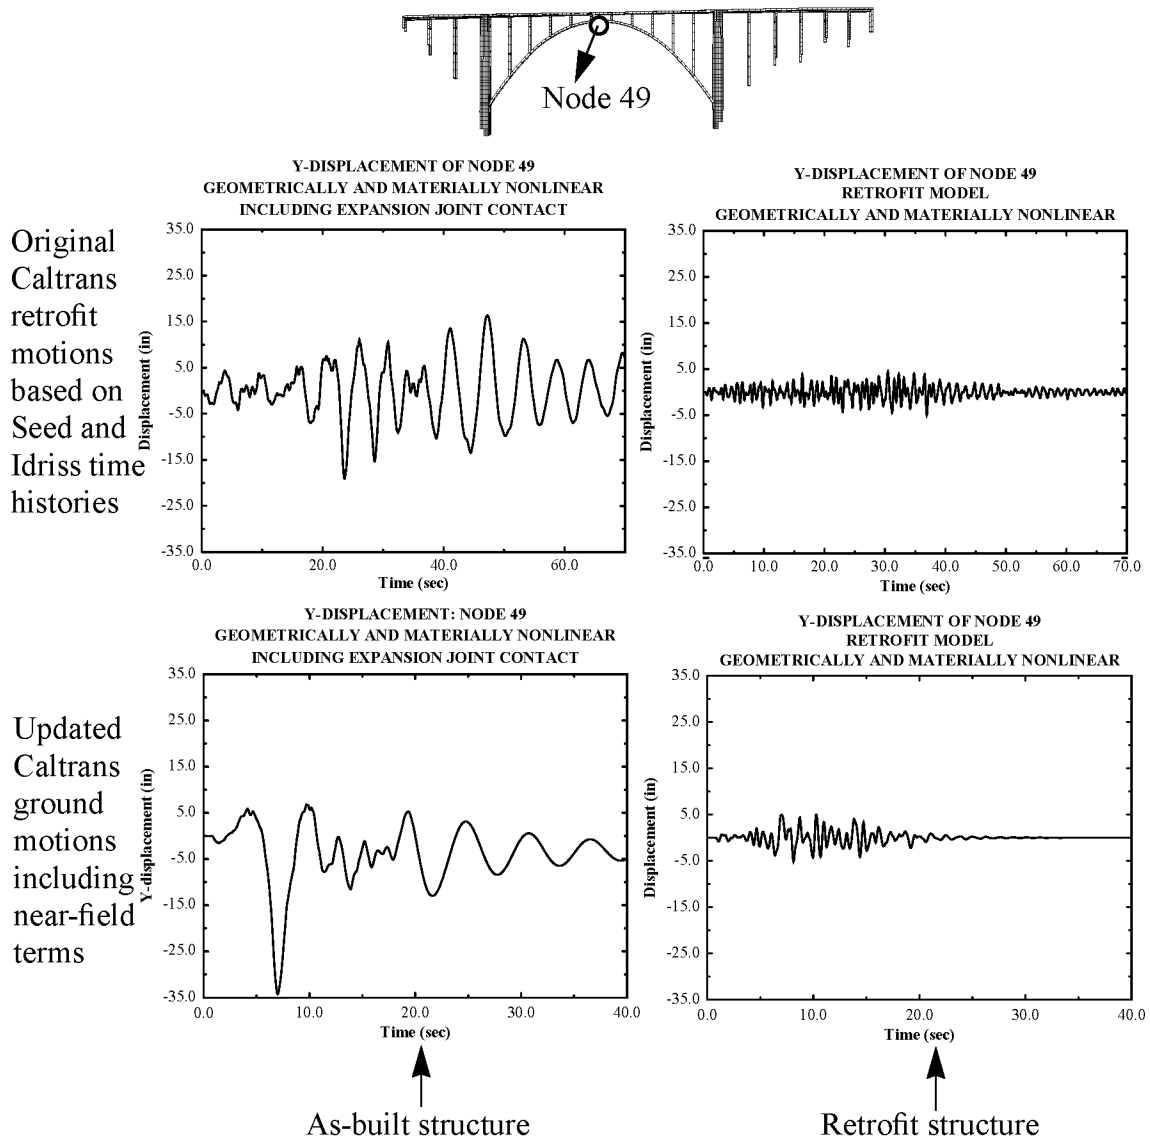 Node 49
Y-DISPLACEMENT OF NODE 49
GEOMETRICALLY AND MATERIALLY NONLINEAR
INCLUDING EXPANSION JOINT CONTACT
Y-DISPLACEMENT OF NODE 49
RETROFIT MODEL
GEOMETRICALLY AND MATERIALLY NONLINEAR
Original
Caltrans
retrofit
motions
based on
Seed and
Idriss time
histories
Displacement (in)
35.0
25.0
15.0
5.0
-5.0
-15.0
-25.0
-35.0
0.0
20.0
40.0
60.0
Time (sec)
Displacement (in)
35.0
25.0
15.0
5.0
-5.0
-15.0
-25.0
-35.0
0.0
10.0
20.0
30.0
40.0
50.0
60.0
70.0
Time (sec)
Y-DISPLACEMENT: NODE 49
GEOMETRICALLY AND MATERIALLY NONLINEAR
INCLUDING EXPANSION JOINT CONTACT
Y-DISPLACEMENT OF NODE 49
RETROFIT MODEL
GEOMETRICALLY AND MATERIALLY NONLINEAR
Updated
Caltrans
ground
motions
including
near-field
terms
Y-displacement (in)
35.0
25.0
15.0
5.0
-5.0
-15.0
-25.0
-35.0
0.0
10.0
20.0
30.0
40.0
Time (sec)
Displacement (in)
35.0
25.0
15.0
5.0
-5.0
-15.0
-25.0
-35.0
0.0
10.0
20.0
30.0
40.0
Time (sec)
As-built structure
Retrofit structure